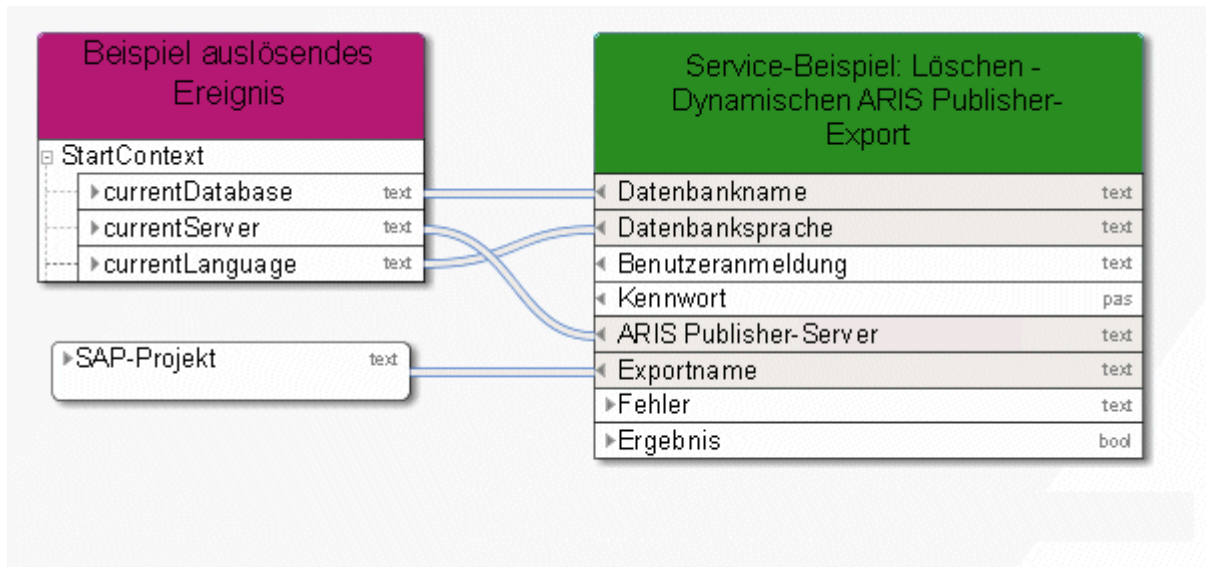 Beispiel auslösendes
Ereignis
StartContext
currentDatabase text
currentServer text
currentLanguage text
SAP-Projekt text
Service-Beispiel: Löschen -
Dynamischen ARIS Publisher-
Export
Datenbankname text
Datenbanksprache text
Benutzeranmeldung text
Kennwort pas
ARIS Publisher-Server text
Exportname text
Fehler text
Ergebnis bool